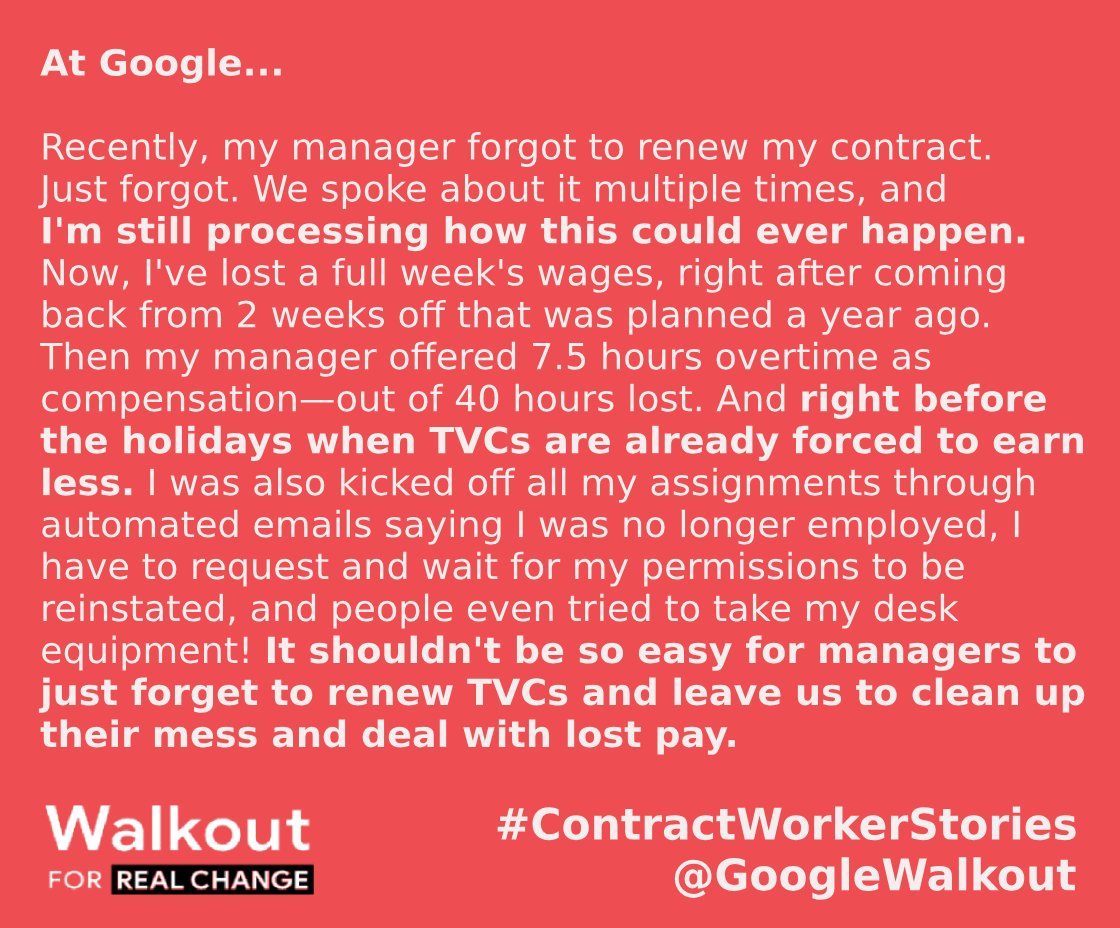 At Google...
Recently, my manager forgot to renew my contract.
Just forgot. We spoke about it multiple times, and
I'm still processing how this could ever happen.
Now, I've lost a full week's wages, right after coming
back from 2 weeks off that was planned a year ago.
Then my manager offered 7.5 hours overtime as
compensation—out of 40 hours lost. And right before
the holidays when TVCs are already forced to earn
less. I was also kicked off all my assignments through
automated emails saying I was no longer employed, I
have to request and wait for my permissions to be
reinstated, and people even tried to take my desk
equipment! It shouldn't be so easy for managers to
just forget to renew TVCs and leave us to clean up
their mess and deal with lost pay.
Walkout
FOR REAL CHANGE
#ContractWorkerStories
@GoogleWalkout